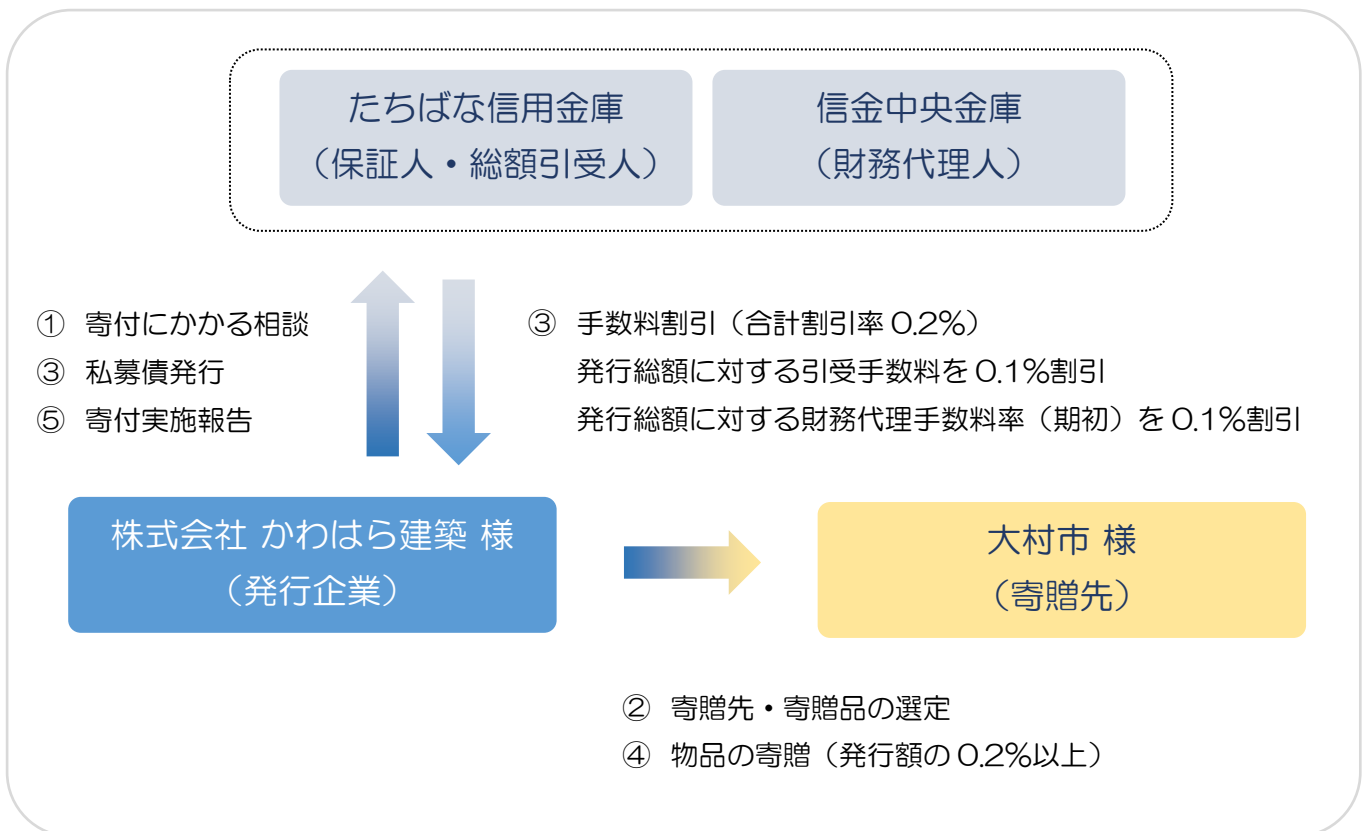 たちばな信用金庫
（保証人・総額引受人）
信金中央金庫
（財務代理人）
① 寄付にかかる相談
③ 私募債発行
⑤ 寄付実施報告
③ 手数料割引（合計割引率0.2％）
発行総額に対する引受手数料を0.1％割引
発行総額に対する財務代理手数料率（期初）を0.1％割引
株式会社 かわはら建築 様
（発行企業）
大村市 様
（寄贈先）
② 寄贈先・寄贈品の選定
④ 物品の寄贈（発行額の0.2％以上）